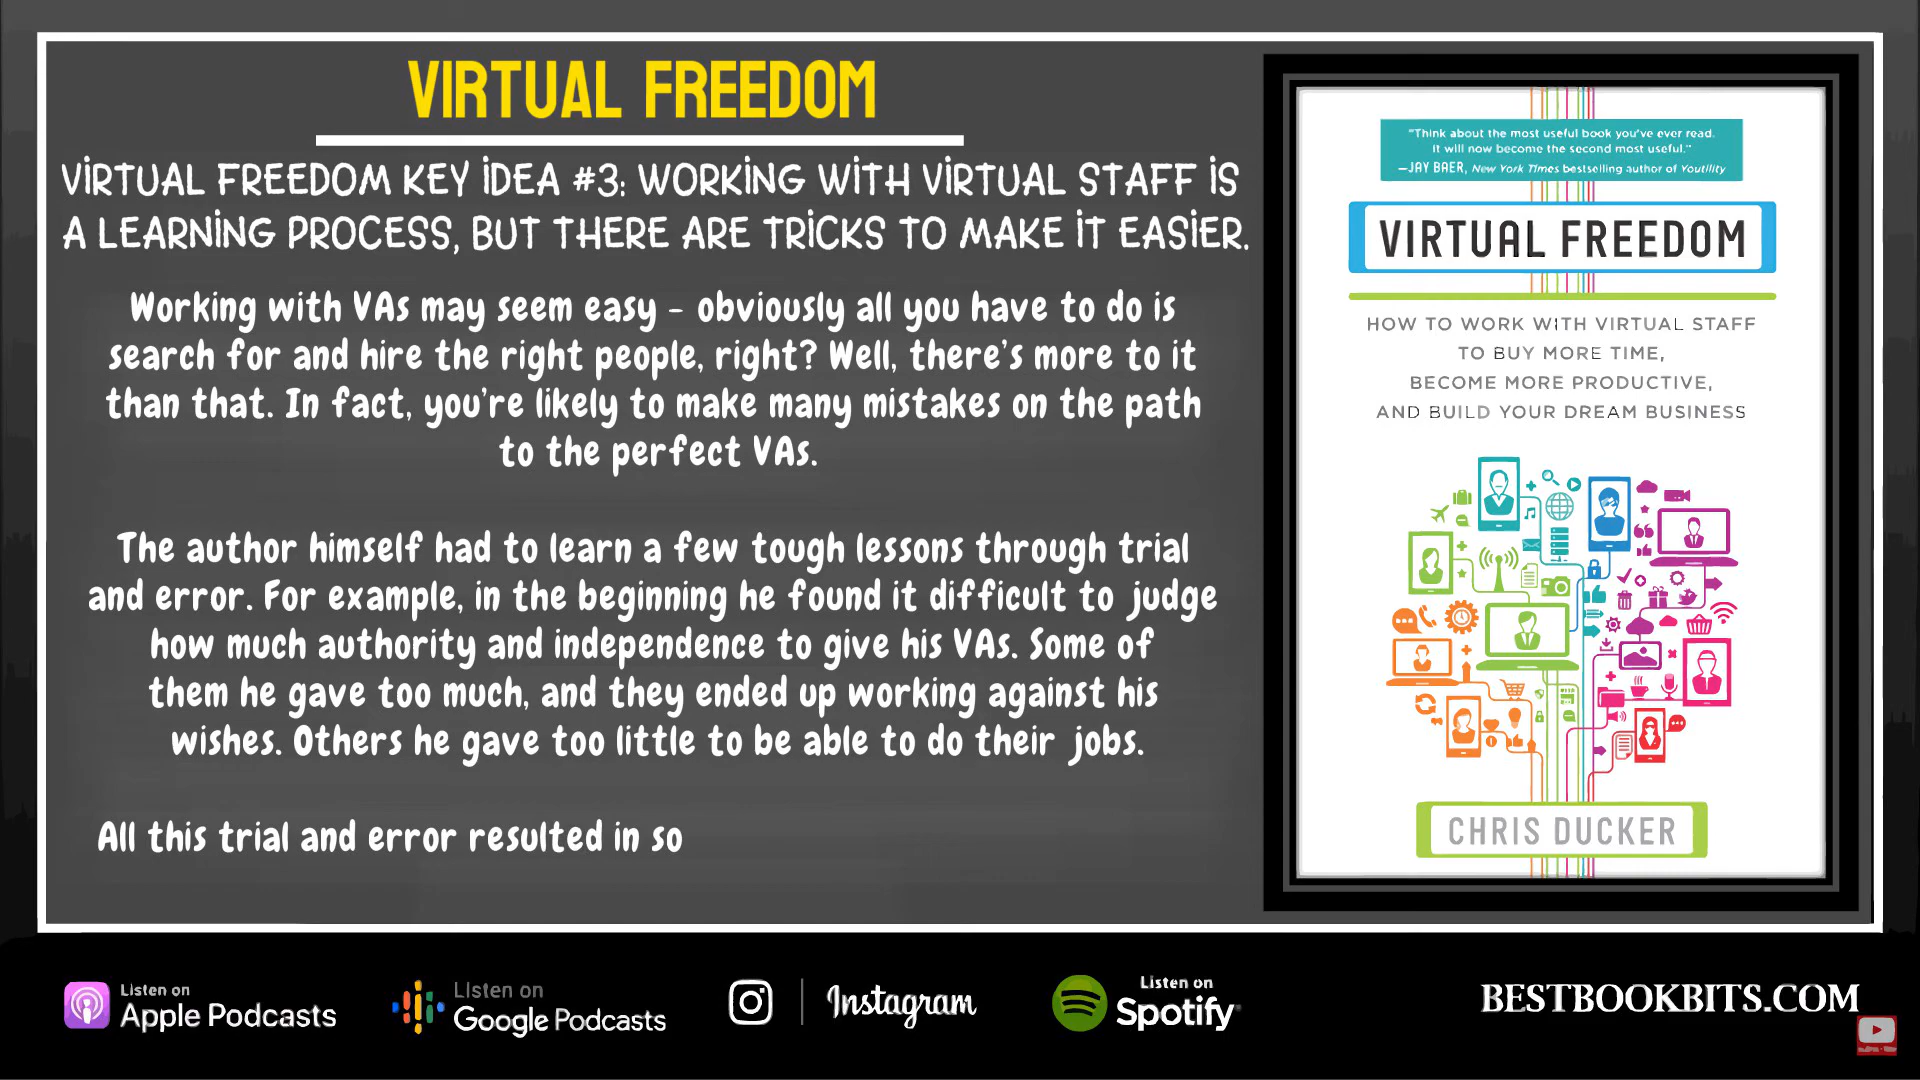 VIRTUAL FREEDOM
VIRTUAL FREEDOM KEY IDEA #3: WORKING WITH VIRTUAL STAFF IS
A LEARNING PROCESS, BUT THERE ARE TRICKS TO MAKE IT EASIER.
Working with VAs may seem easy – obviously all you have to do is
search for and hire the right people, right? Well, there's more to it
than that. In fact, you're likely to make many mistakes on the path
to the perfect VAs.
The author himself had to learn a few tough lessons through trial
and error. For example, in the beginning he found it difficult to judge
how much authority and independence to give his VAs. Some of
them he gave too much, and they ended up working against his
wishes. Others he gave too little to be able to do their jobs.
All this trial and error resulted in so
"Think about the most useful book you've ever read.
It will now become the second most useful."
—JAY BAER, New York Times bestselling author of Youtility
VIRTUAL FREEDOM
HOW TO WORK WITH VIRTUAL STAFF
TO BUY MORE TIME,
BECOME MORE PRODUCTIVE,
AND BUILD YOUR DREAM BUSINESS
CHRIS DUCKER
Listen on
Apple Podcasts
Listen on
Google Podcasts
Instagram
Listen on
Spotify
BESTBOOKBITS.COM